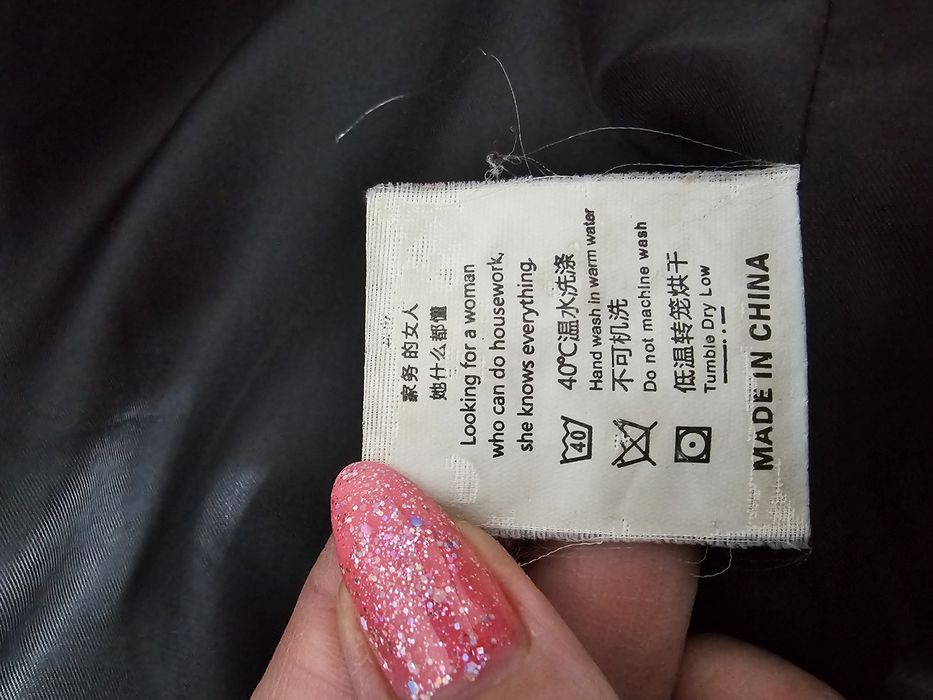 家务 的女人
她什么都懂
Looking for a woman
who can do housework,
she knows everything.
40℃温水洗涤
Hand wash in warm water
不可机洗
Do not machine wash
低温转笼烘干
Tumble Dry Low
MADE IN CHINA
40